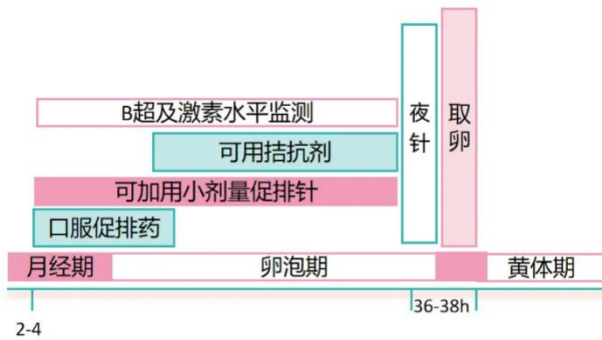 B超及激素水平监测
夜针
取卵
可用拮抗剂
可加用小剂量促排针
口服促排药
月经期
卵泡期
黄体期
36-38h
2-4